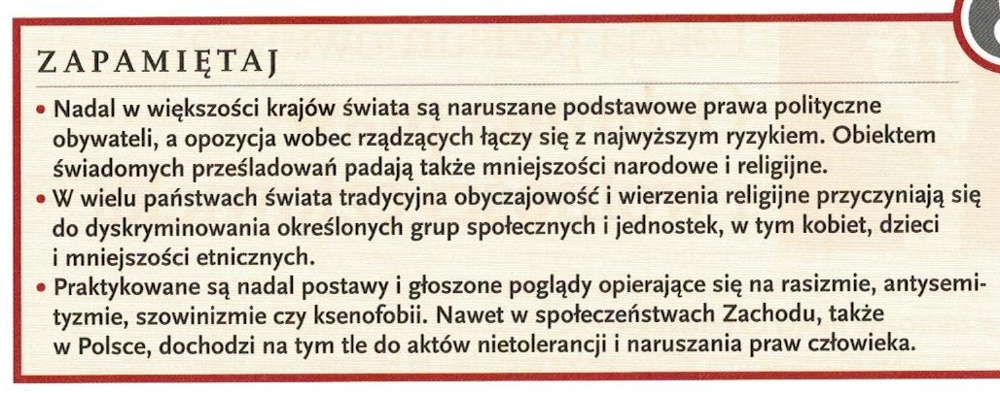 ZAPAMIĘTAJ
• Nadal w większości krajów świata są naruszane podstawowe prawa polityczne
obywateli, a opozycja wobec rządzących łączy się z najwyższym ryzykiem. Obiektem
świadomych prześladowań padają także mniejszości narodowe i religijne.
• W wielu państwach świata tradycyjna obyczajowość i wierzenia religijne przyczyniają się
do dyskryminowania określonych grup społecznych i jednostek, w tym kobiet, dzieci
i mniejszości etnicznych.
• Praktykowane są nadal postawy i głoszone poglądy opierające się na rasizmie, antysemi-
tyzmie, szowinizmie czy ksenofobii. Nawet w społeczeństwach Zachodu, także
w Polsce, dochodzi na tym tle do aktów nietolerancji i naruszania praw człowieka.